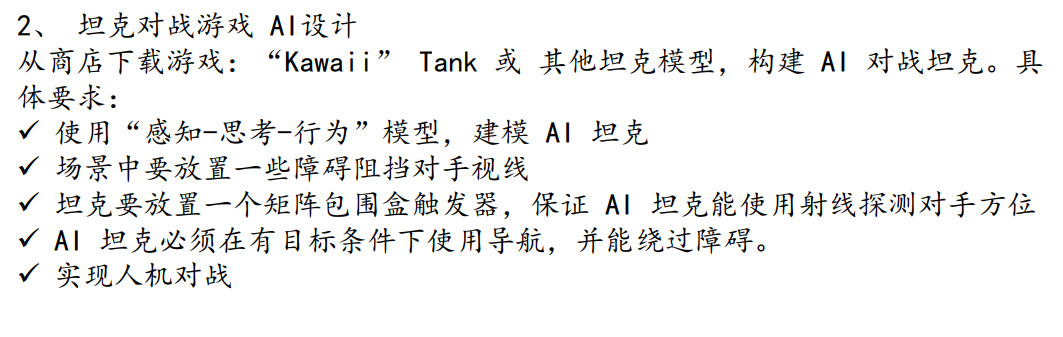 2、 坦克对战游戏 AI设计
从商店下载游戏：“Kawaii” Tank 或 其他坦克模型，构建 AI 对战坦克。具
体要求：
✓ 使用“感知-思考-行为”模型，建模 AI 坦克
✓ 场景中要放置一些障碍阻挡对手视线
✓ 坦克要放置一个矩阵包围盒触发器，保证 AI 坦克能使用射线探测对手方位
✓ AI 坦克必须在有目标条件下使用导航，并能绕过障碍。
✓ 实现人机对战